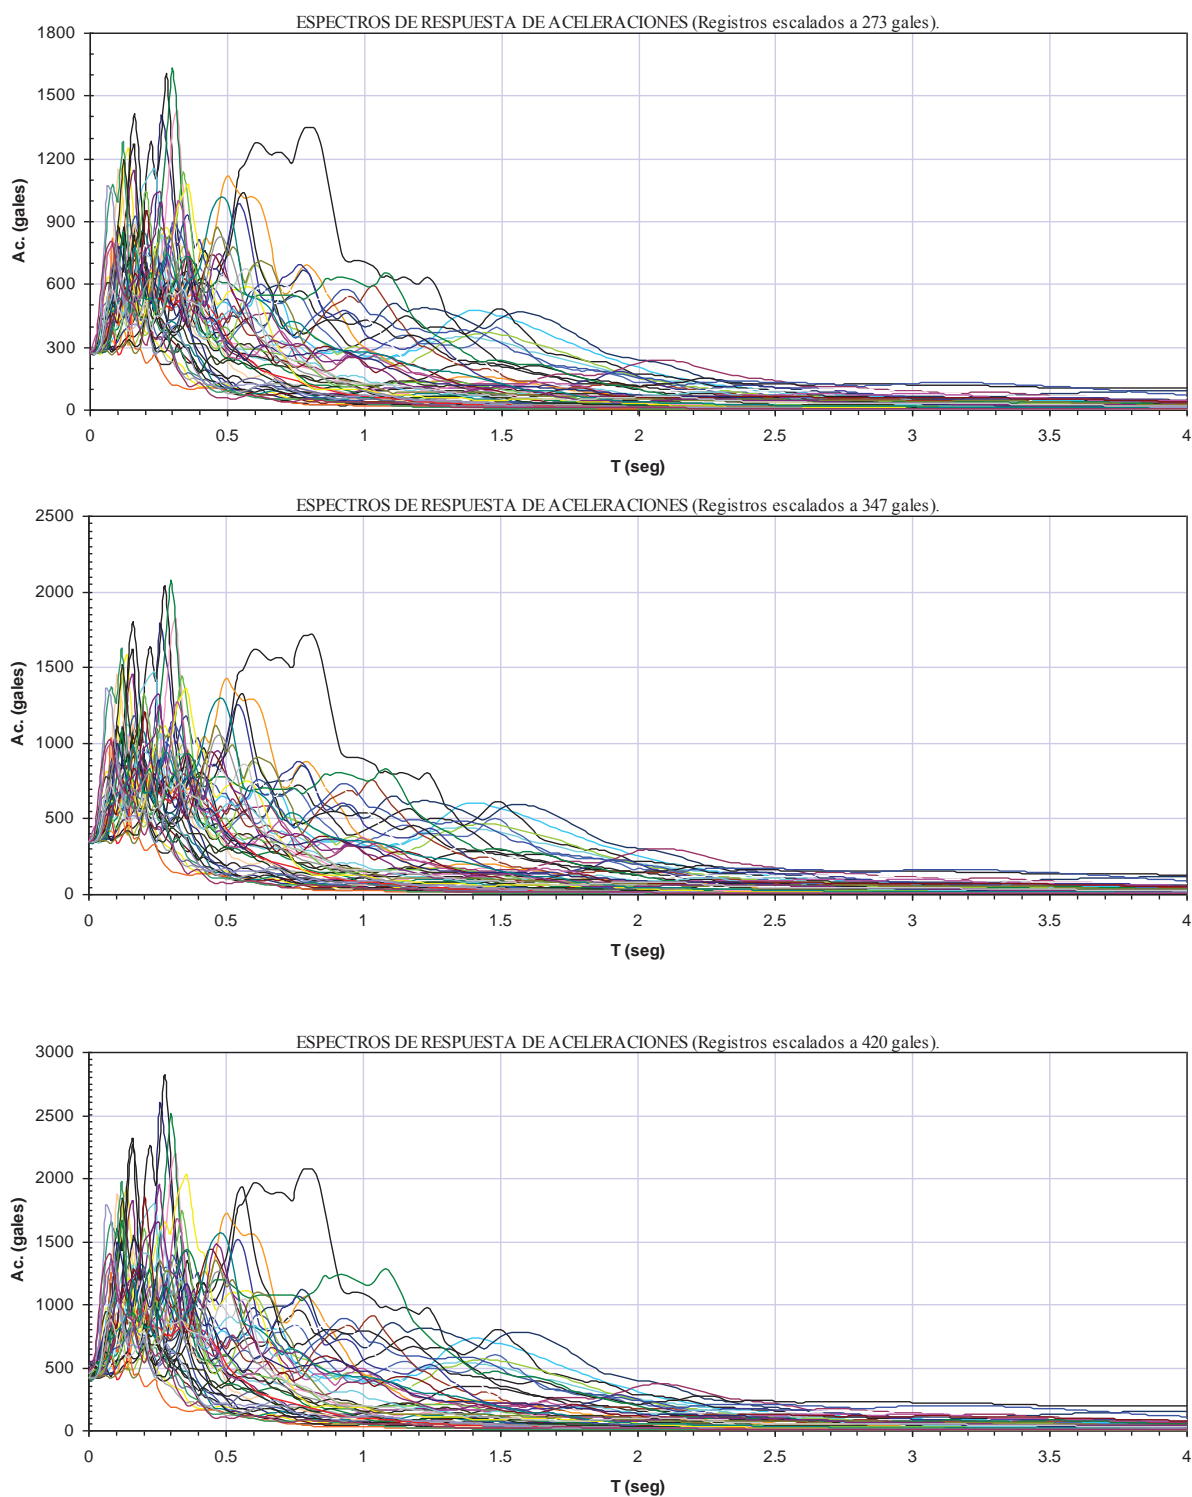 ESPECTROS DE RESPUESTA DE ACELERACIONES (Registros escalados a 273 gales).
1800
1500
1200
900
600
300
0
Ac. (gales)
0 0.5 1 1.5 2 2.5 3 3.5 4
T (seg)
ESPECTROS DE RESPUESTA DE ACELERACIONES (Registros escalados a 347 gales).
2500
2000
1500
1000
500
0
Ac. (gales)
0 0.5 1 1.5 2 2.5 3 3.5 4
T (seg)
ESPECTROS DE RESPUESTA DE ACELERACIONES (Registros escalados a 420 gales).
3000
2500
2000
1500
1000
500
0
Ac. (gales)
0 0.5 1 1.5 2 2.5 3 3.5 4
T (seg)